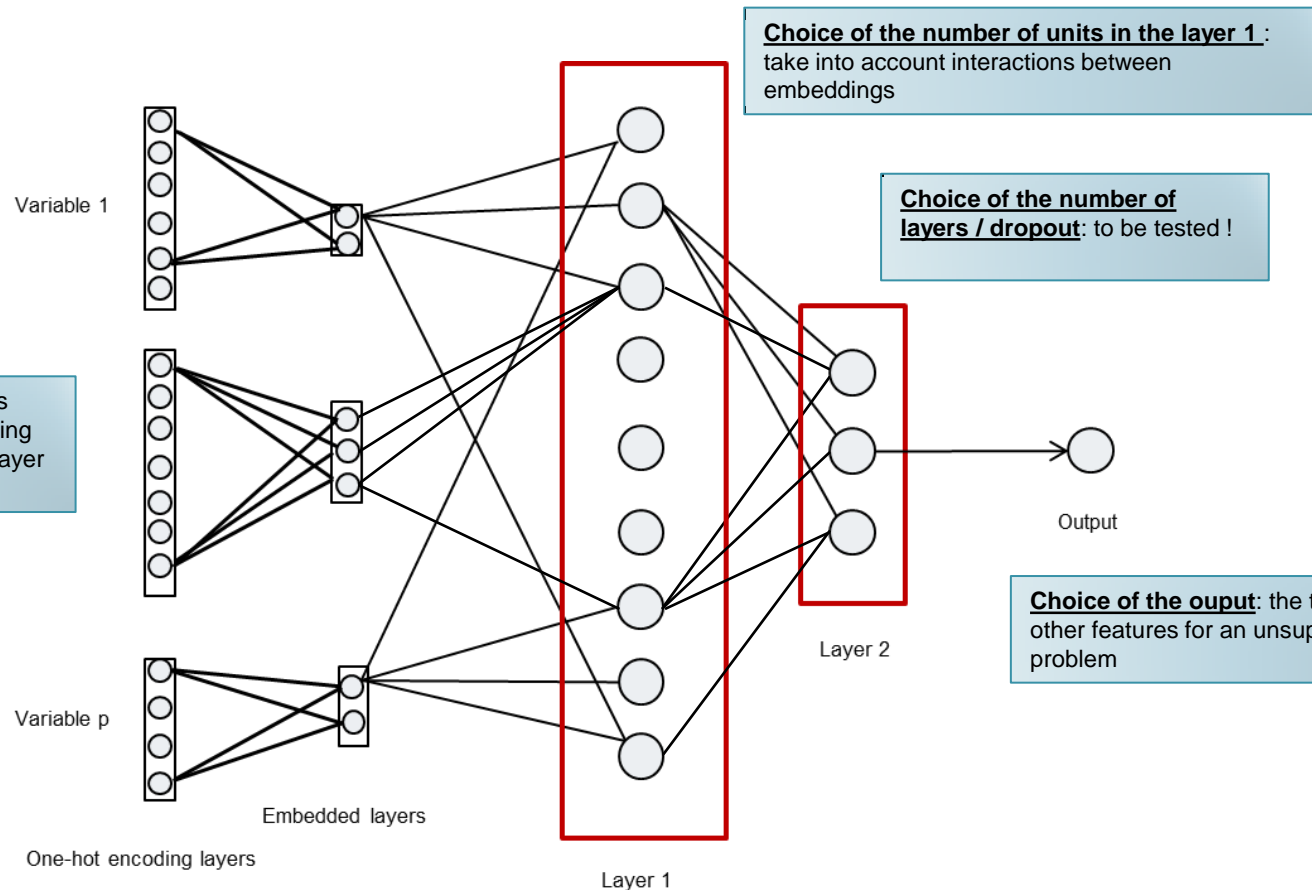 Choice of the number of units in the layer 1 :
take into account interactions between
embeddings
Variable 1
Choice of the number of
layers / dropout: to be tested !
ing
ayer
Output
Choice of the ouput: the
other features for an
problem
Layer 2
Variable p
Embedded layers
One-hot encoding layers
Layer 1